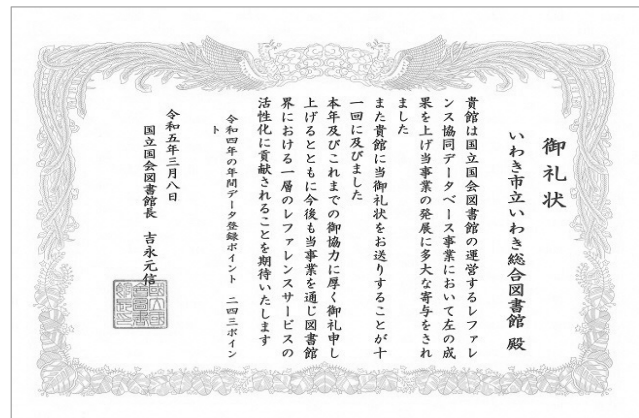 御礼状
いわき市立いわき総合図書館 殿
貴館は国立国会図書館の運営するレファレ
ンス協同データベース事業において左の成
果を上げ当事業の発展に多大な寄与をされ
ました
また貴館に当御礼状をお送りすることが十
一回に及びました
本年及びこれまでの御協力に厚く御礼申し
上げるとともに今後も当事業を通じ図書館
界における一層のレファレンスサービスの
活性化に貢献されることを期待いたします
令和四年の年間データ登録ポイント 二四三ポイン
ト
令和五年三月八日
国立国会図書館長 吉永元信